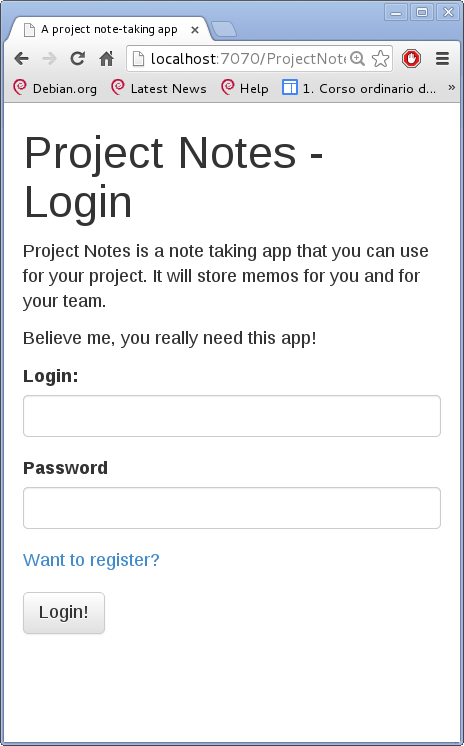 A project note-taking app
localhost:7070/ProjectNote
Debian.org Latest News Help 1. Corso ordinario d... »
Project Notes -
Login
Project Notes is a note taking app that you can use
for your project. It will store memos for you and for
your team.
Believe me, you really need this app!
Login:
Password
Want to register?
Login!